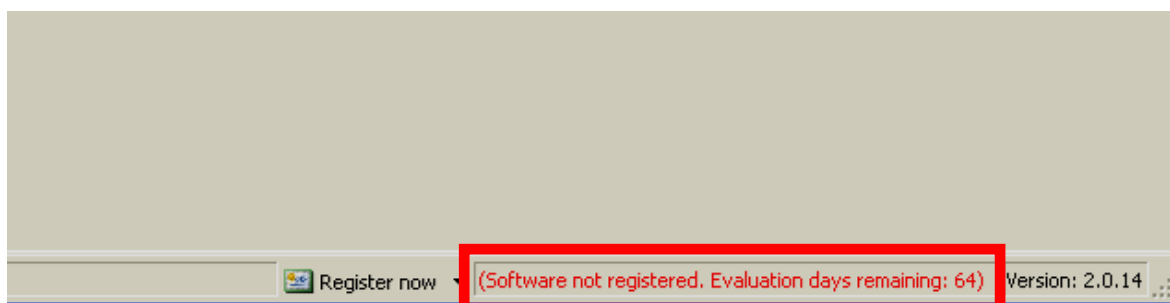 Register now (Software not registered. Evaluation days remaining: 64) Version: 2.0.14